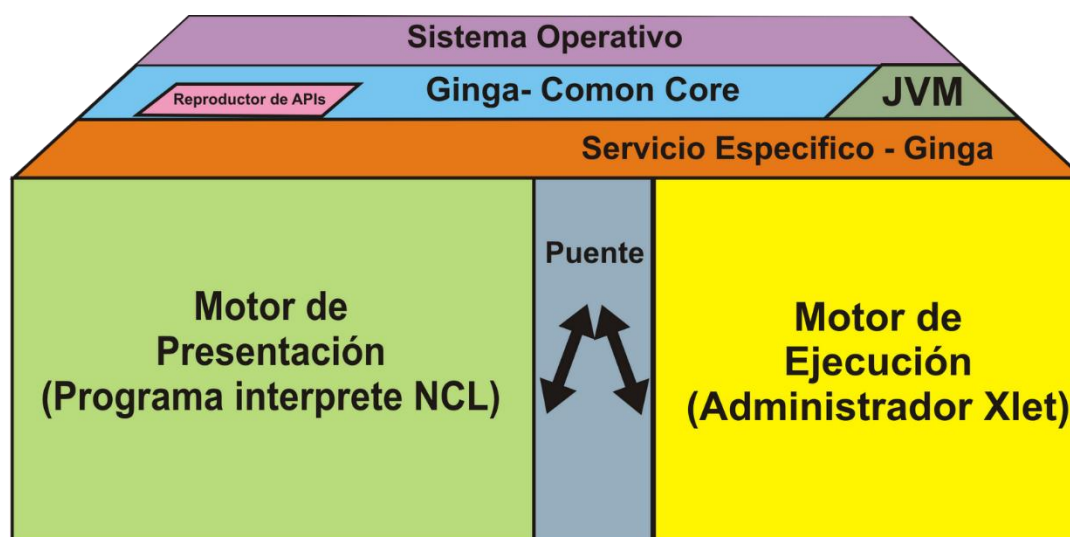 Sistema Operativo
Reproductor de APIs
Ginga- Comon Core
JVM
Servicio Especifico - Ginga
Motor de
Presentación
(Programa interprete NCL)
Puente
Motor de
Ejecución
(Administrador Xlet)